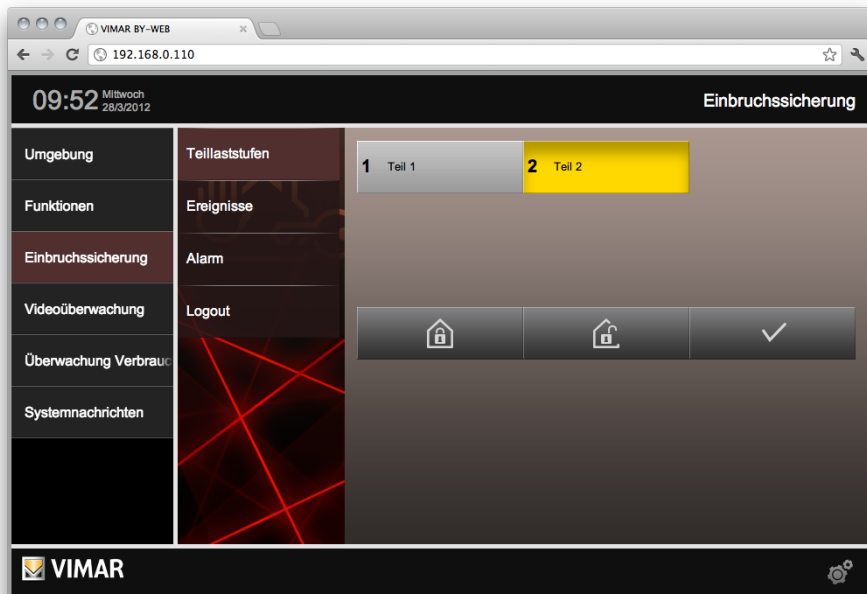 VIMAR BY-WEB
192.168.0.110
09:52 Mittwoch
28/3/2012
Einbruchssicherung
Umgebung
Funktionen
Einbruchssicherung
Videoüberwachung
Überwachung Verbrauc
Systemnachrichten
Teillaststufen
Ereignisse
Alarm
Logout
1 Teil 1
2 Teil 2
VIMAR